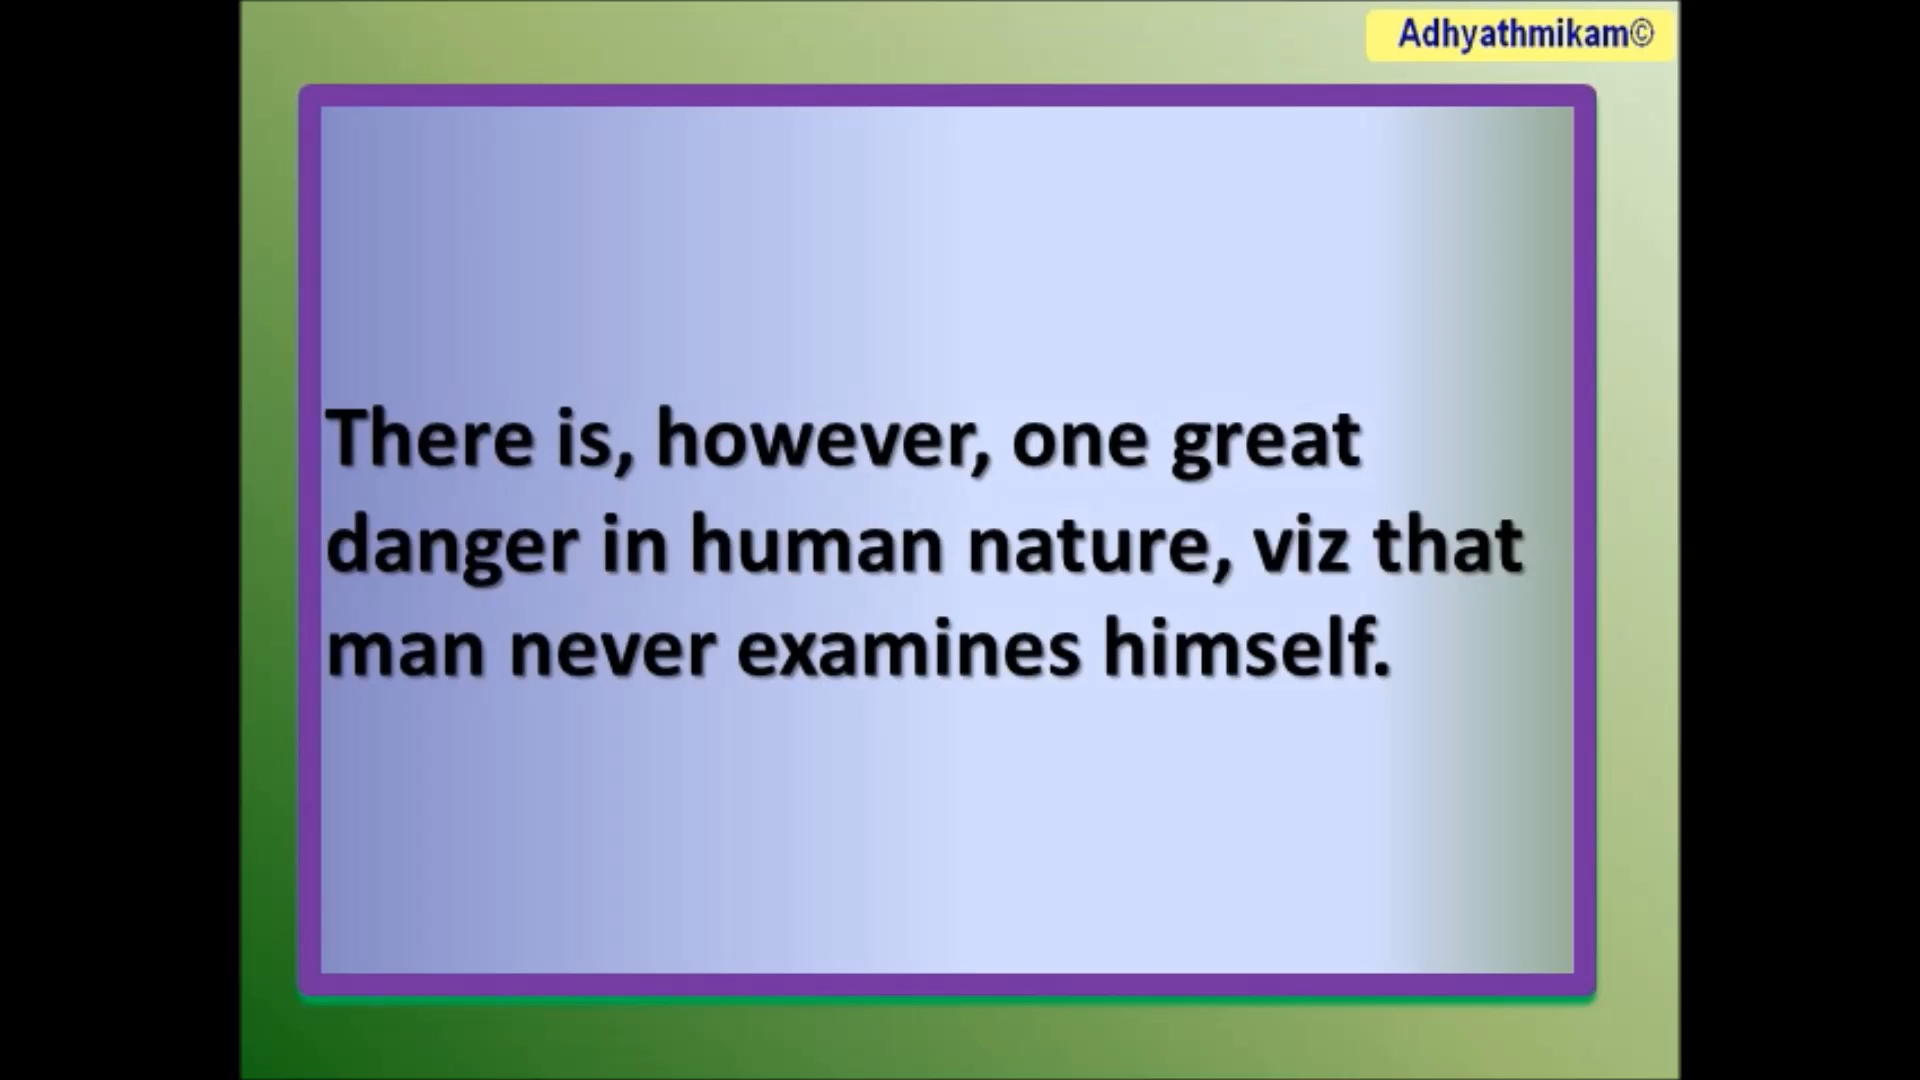 Adhyathmikam©
There is, however, one great
danger in human nature, viz that
man never examines himself.